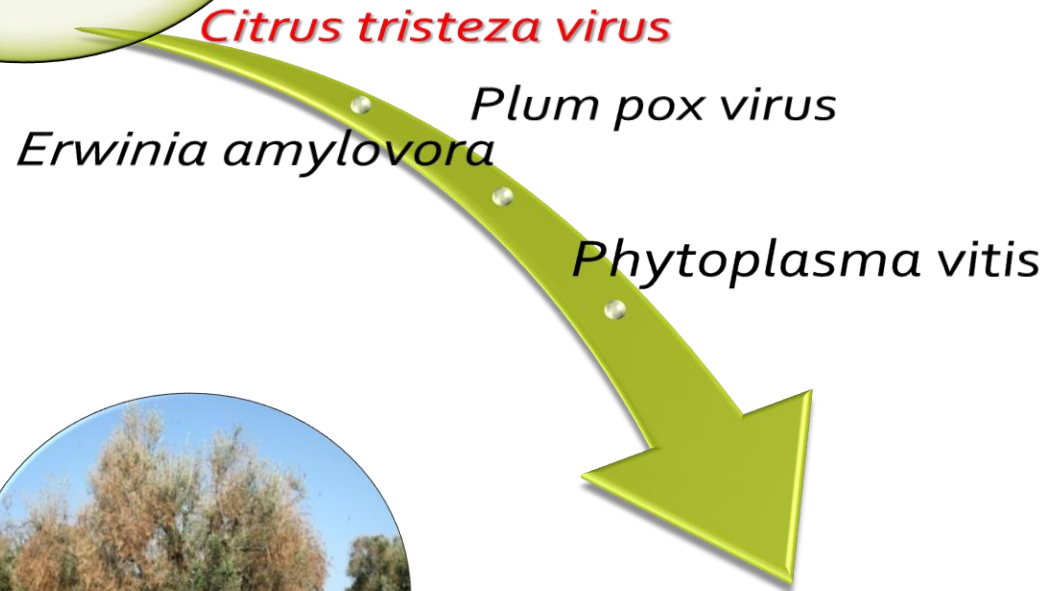 Citrus tristeza virus
Plum pox virus
Erwinia amylovora
Phytoplasma vitis